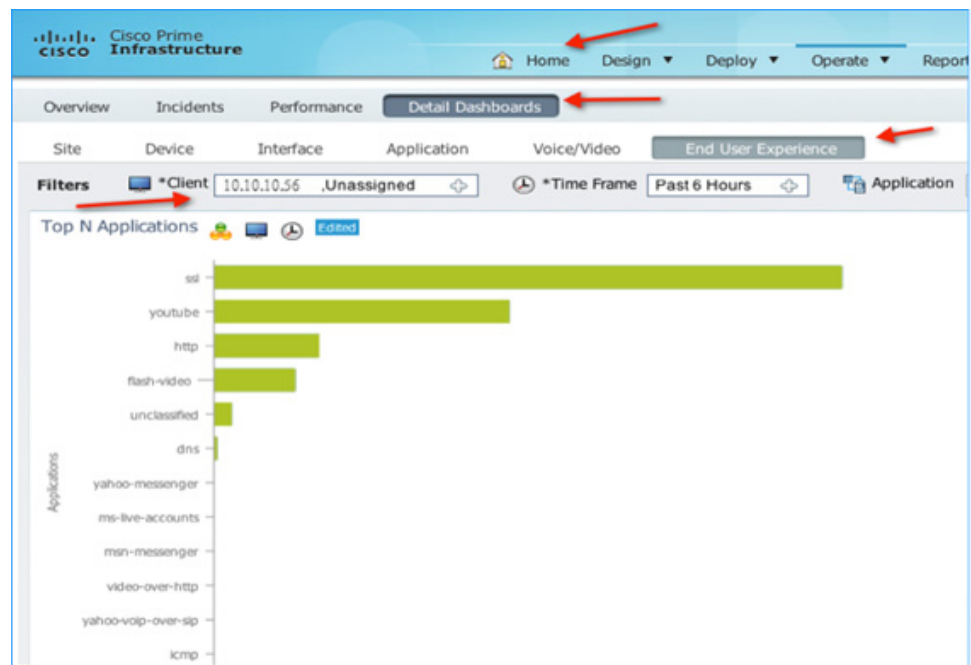 Cisco Prime
CISCO Infrastructure
Home Design Deploy Operate Report
Overview Incidents Performance Detail Dashboards
Site Device Interface Application Voice/Video End User Experience
Filters *Client 10.10.10.56 ,Unassigned *Time Frame Past 6 Hours Application
Top N Applications Edited
ssl
youtube
http
flash-video
unclassified
dns
Applications
yahoo-messenger
ms-live-accounts
msn-messenger
video-over-http
yahoo-voip-over-sip
icmp